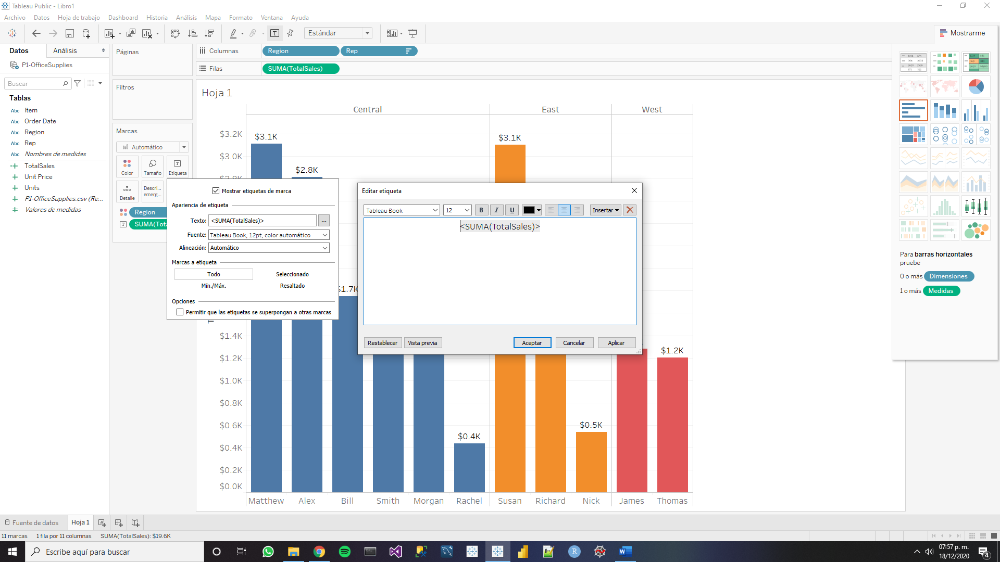 Tableau Public - Libro1
Archivo Datos Hoja de trabajo Dashboard Historia Análisis Mapa Formato Ventana Ayuda
Estándar
Mostrarme
Datos Análisis
P1-OfficeSupplies
Buscar
Tablas
Abc Item
Abc Order Date
Abc Region
Abc Rep
Abc Nombres de medidas
TotalSales
Unit Price
Units
P1-OfficeSupplies.csv (Re...
Valores de medidas
Páginas
Filtros
Marcas
Automático
Color Tamaño Etiqueta
Detalle Descri... emerg...
Region
SUMA(Tot
Columnas Region Rep
Filas SUMA(TotalSales)
Hoja 1
Central East West
$3.2K
$3.0K
$1.4K
$1.2K
$1.0K
$0.8K
$0.6K
$0.4K
$0.2K
$0.0K
$3.1K
$2.8K
$1.7K
$0.4K
$3.1K
$0.5K
$1.2K
Matthew Alex Bill Smith Morgan Rachel Susan Richard Nick James Thomas
Mostrar etiquetas de marca
Apariencia de etiqueta
Texto: <SUMA(TotalSales)> ...
Fuente: Tableau Book, 12pt, color automático
Alineación: Automático
Marcas a etiqueta
Todo Seleccionado
Mín./Máx. Resaltado
Opciones
Permitir que las etiquetas se superpongan a otras marcas
Editar etiqueta
Tableau Book 12 B I U Insertar
<SUMA(TotalSales)>
Restablecer Vista previa Aceptar Cancelar Aplicar
Para barras horizontales
pruebe
0 o más Dimensiones
1 o más Medidas
Fuente de datos Hoja 1
11 marcas 1 fila por 11 columnas SUMA(TotalSales): $19.6K
Escribe aquí para buscar
07:57 p. m.
18/12/2020
4